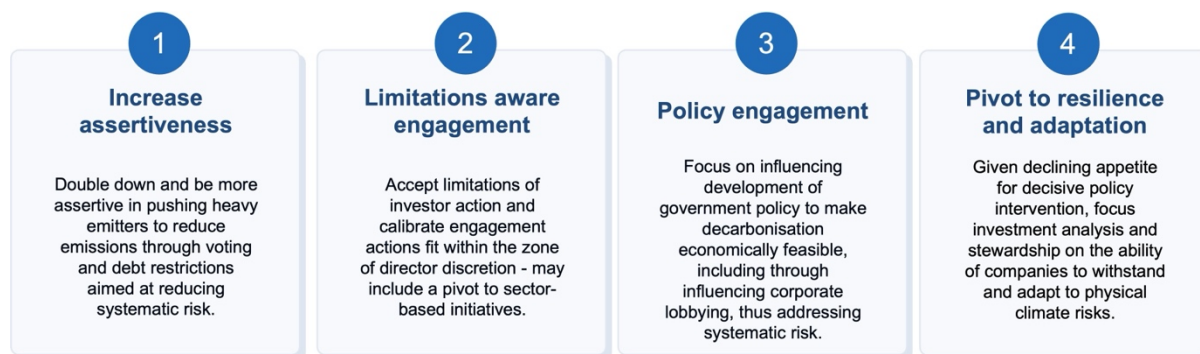 1
Increase
assertiveness
Double down and be more
assertive in pushing heavy
emitters to reduce
emissions through voting
and debt restrictions
aimed at reducing
systematic risk.
2
Limitations aware
engagement
Accept limitations of
investor action and
calibrate engagement
actions fit within the zone
of director discretion - may
include a pivot to sector-
based initiatives.
3
Policy engagement
Focus on influencing
development of
government policy to make
decarbonisation
economically feasible,
including through
influencing corporate
lobbying, thus addressing
systematic risk.
4
Pivot to resilience
and adaptation
Given declining appetite
for decisive policy
intervention, focus
investment analysis and
stewardship on the ability
of companies to withstand
and adapt to physical
climate risks.